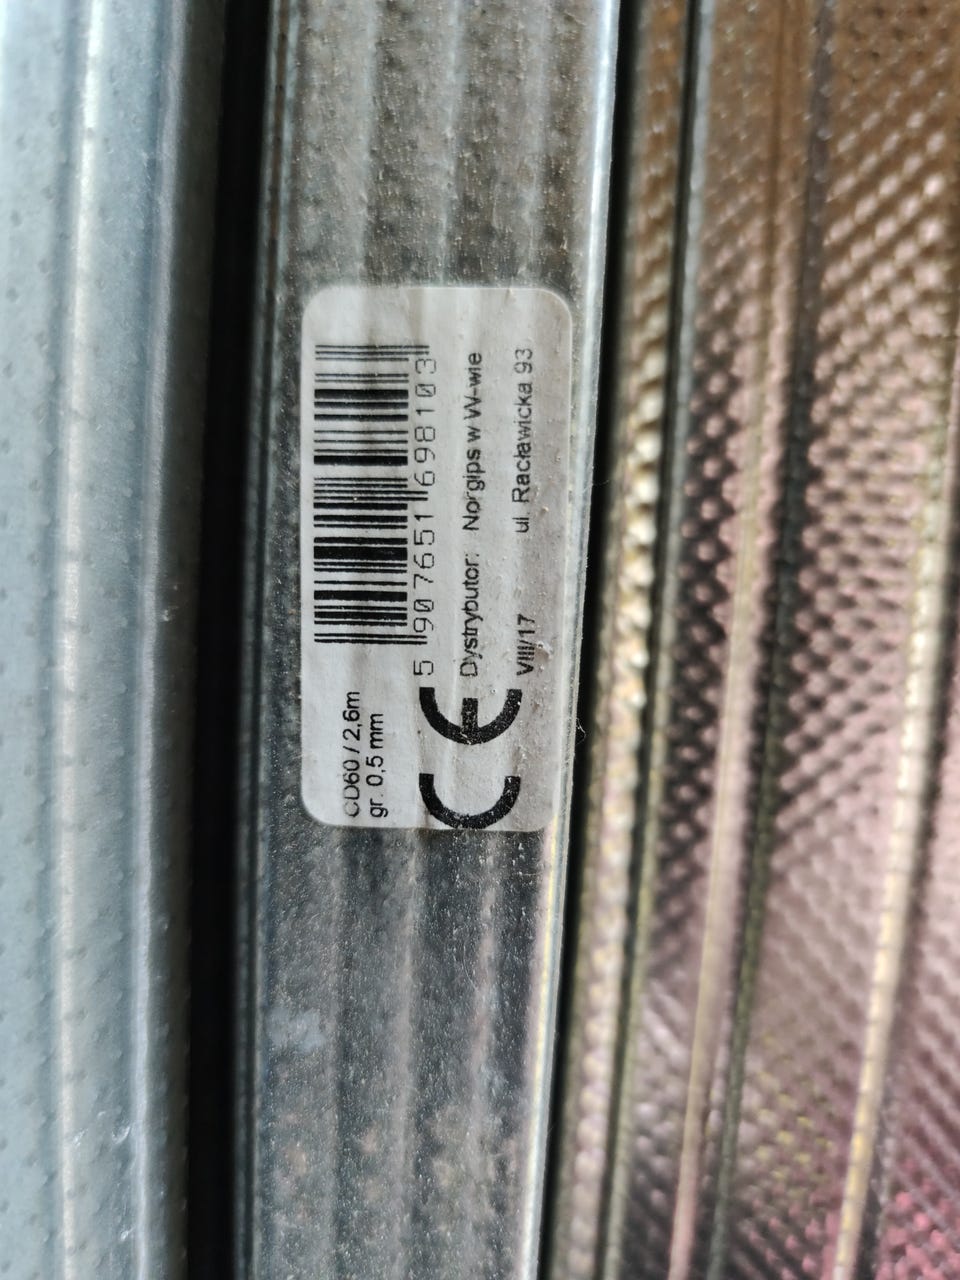 CD60 / 2,6m
gr. 0,5 mm
5 907651 698103
CE
Dystrybutor: Norgips w W-wie
VIII/17 ul. Racławicka 93